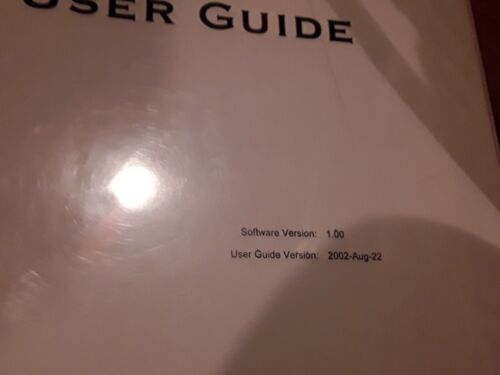 USER GUIDE
Software Version: 1.00
User Guide Version: 2002-Aug-22